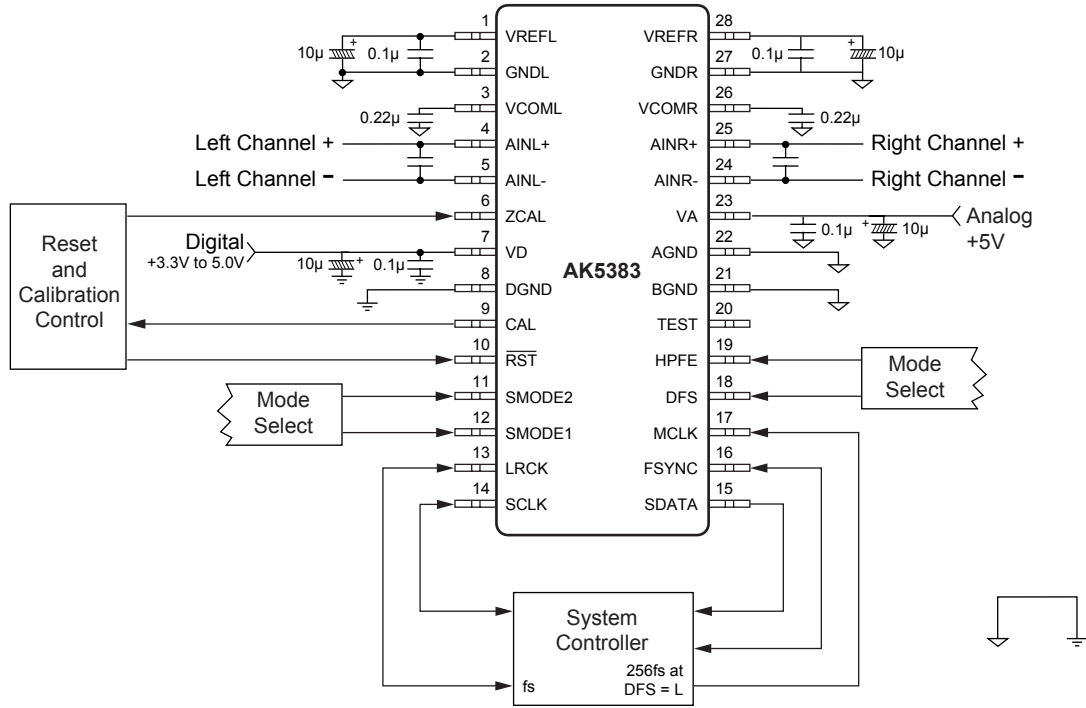 1
VREFL
10µ
+
0.1µ
2
GNDL
3
VCOML
0.22µ
4
Left Channel +
AINL+
5
Left Channel −
AINL-
6
ZCAL
Reset
and
Calibration
Control
Digital
+3.3V to 5.0V
10µ
+
0.1µ
7
VD
8
DGND
9
CAL
10
RST
11
Mode
Select
SMODE2
12
SMODE1
13
LRCK
14
SCLK
AK5383
28
VREFR
0.1µ
+
10µ
27
GNDR
26
VCOMR
0.22µ
25
AINR+
Right Channel +
24
AINR-
Right Channel −
23
VA
0.1µ
+
10µ
Analog
+5V
22
AGND
21
BGND
20
TEST
19
HPFE
18
DFS
Mode
Select
17
MCLK
16
FSYNC
15
SDATA
System
Controller
fs
256fs at
DFS = L